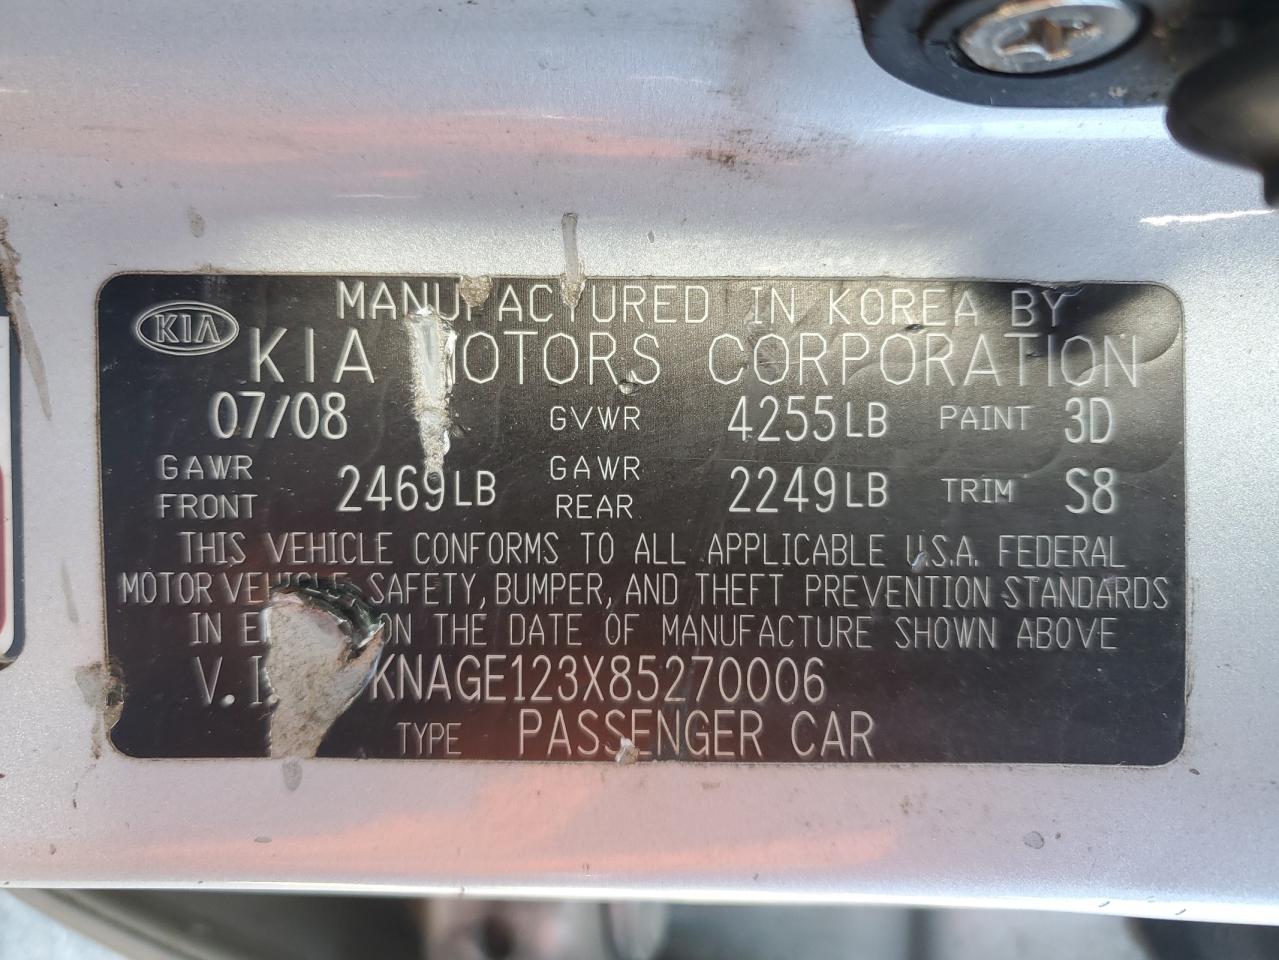 MANUFACTURED IN KOREA BY
KIA
KIA MOTORS CORPORATION
07/08 GVWR 4255LB PAINT 3D
GAWR FRONT 2469LB GAWR REAR 2249LB TRIM S8
THIS VEHICLE CONFORMS TO ALL APPLICABLE U.S.A. FEDERAL
MOTOR VEHICLE SAFETY, BUMPER, AND THEFT PREVENTION STANDARDS
IN ON THE DATE OF MANUFACTURE SHOWN ABOVE
V.I. KNAGE123X85270006
TYPE PASSENGER CAR